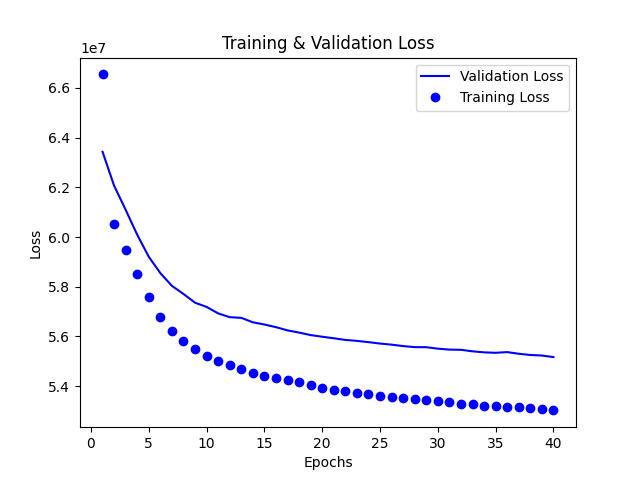 Training & Validation Loss
1e7
Validation Loss
Training Loss
6.6
6.4
6.2
6.0
5.8
5.6
5.4
Loss
0 5 10 15 20 25 30 35 40
Epochs